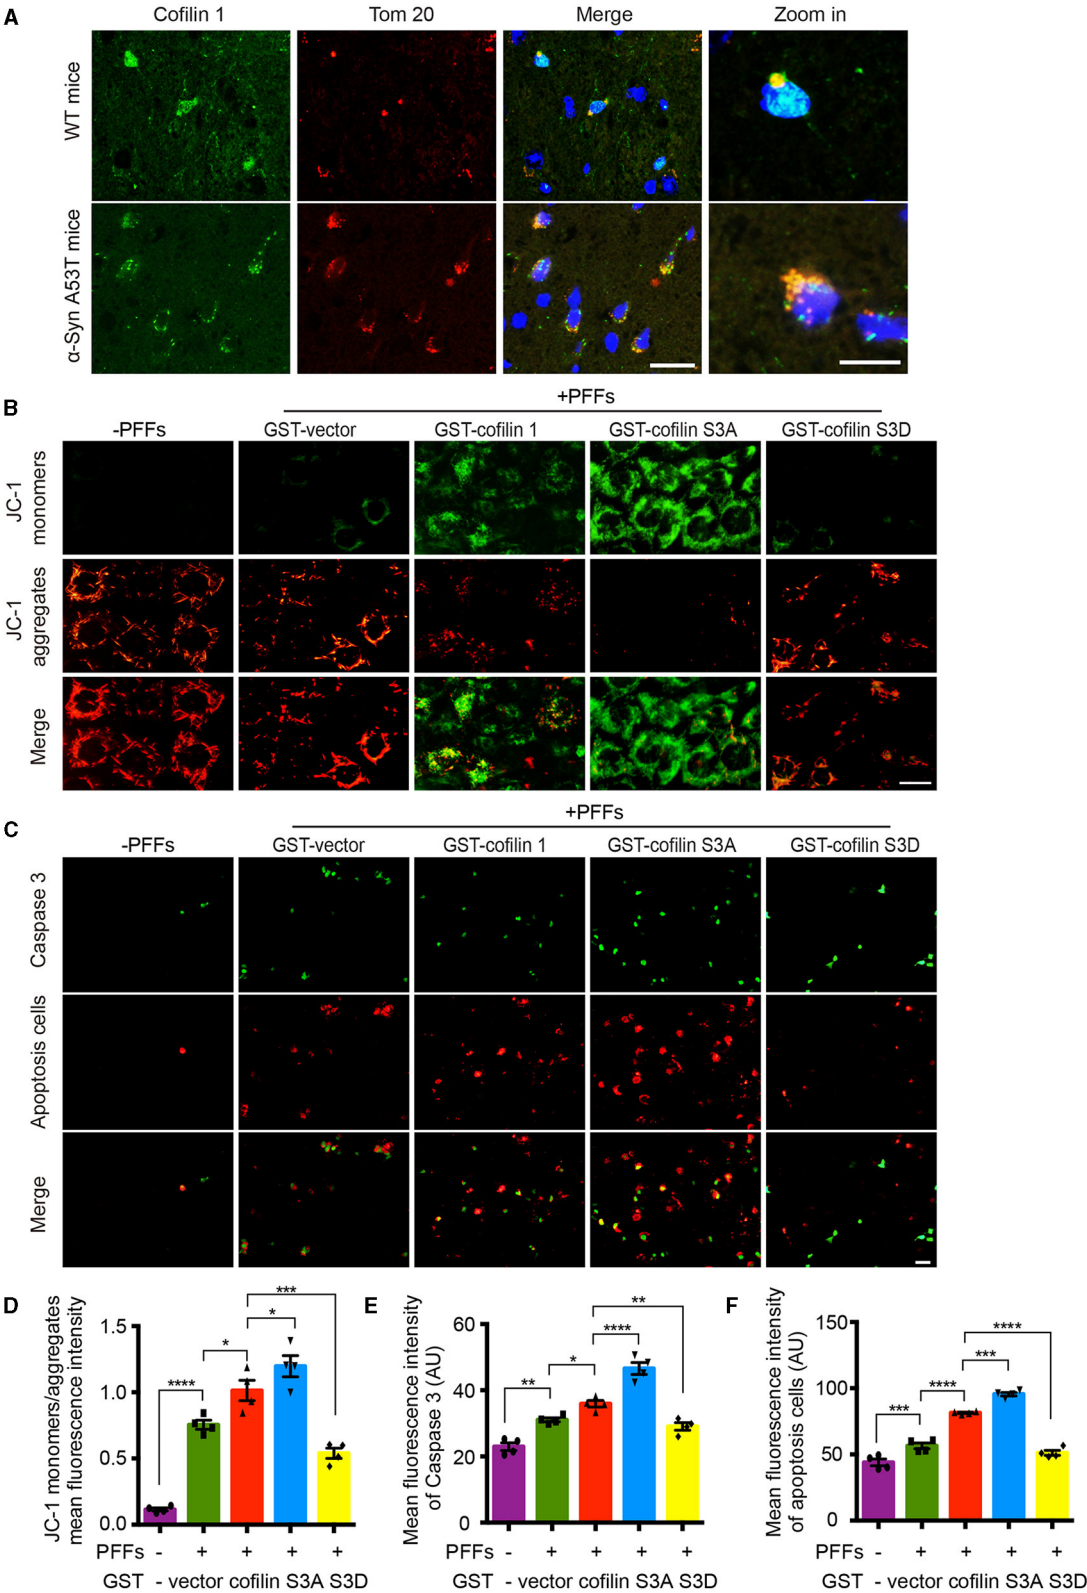 A
Cofilin 1 Tom 20 Merge Zoom in
WT mice
α-Syn A53T mice
B
+PFFs
-PFFs GST-vector GST-cofilin 1 GST-cofilin S3A GST-cofilin S3D
JC-1
monomers
JC-1
aggregates
Merge
C
+PFFs
-PFFs GST-vector GST-cofilin 1 GST-cofilin S3A GST-cofilin S3D
Caspase 3
Apoptosis cells
Merge
D
JC-1 monomers/aggregates
mean fluorescence intensity
1.5
1.0
0.5
0.0
****
*
*
***
PFFs - + + + +
GST - vector cofilin S3A S3D
E
Mean fluorescence intensity
of Caspase 3 (AU)
60
40
20
0
**
*
****
**
PFFs - + + + +
GST - vector cofilin S3A S3D
F
Mean fluorescence intensity
of apoptosis cells (AU)
150
100
50
0
***
****
***
****
PFFs - + + + +
GST - vector cofilin S3A S3D